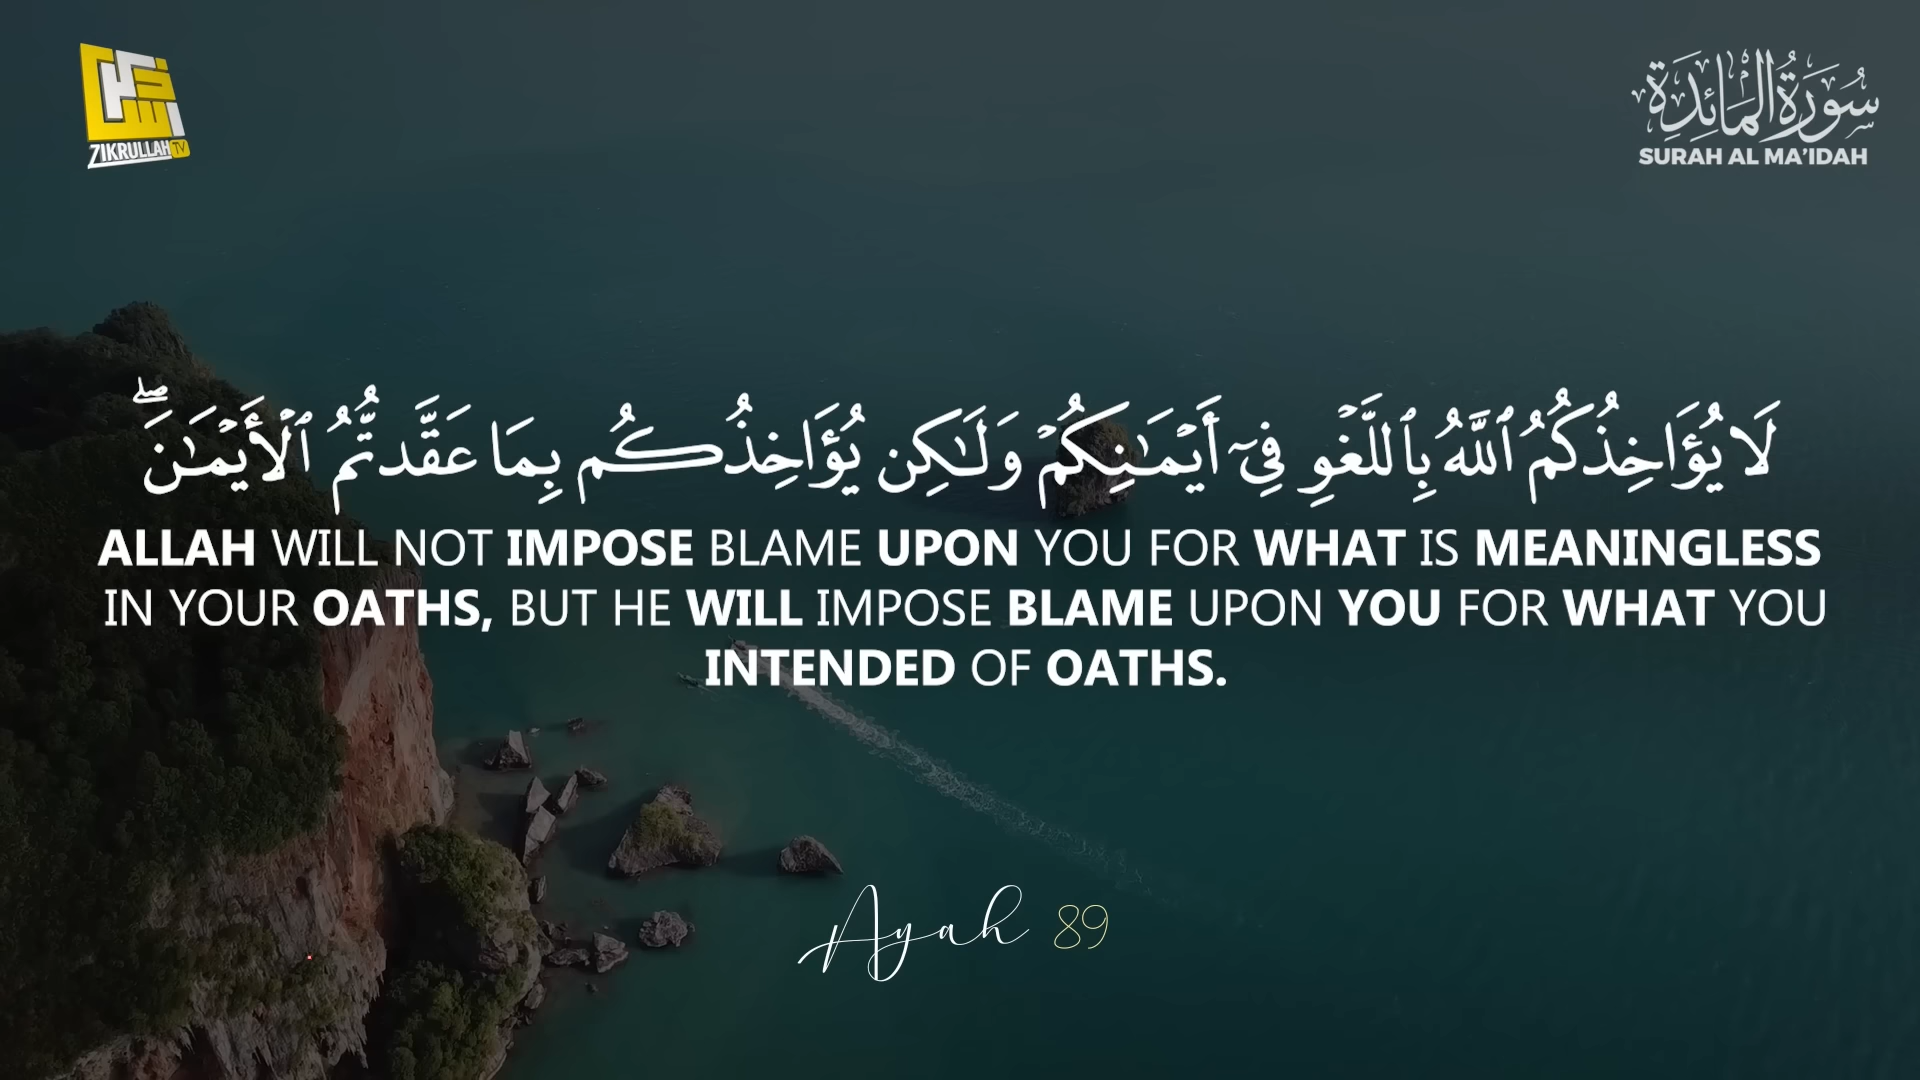 ZIKRULLAH TV
سُورَةُ المَائِدَةِ
SURAH AL MA'IDAH
لَا يُؤَاخِذُكُمُ ٱللَّهُ بِٱللَّغْوِ فِىٓ أَيْمَـٰنِكُمْ وَلَـٰكِن يُؤَاخِذُكُم بِمَا عَقَّدتُّمُ ٱلْأَيْمَـٰنَ ۖ
ALLAH WILL NOT IMPOSE BLAME UPON YOU FOR WHAT IS MEANINGLESS
IN YOUR OATHS, BUT HE WILL IMPOSE BLAME UPON YOU FOR WHAT YOU
INTENDED OF OATHS.
Ayah 89